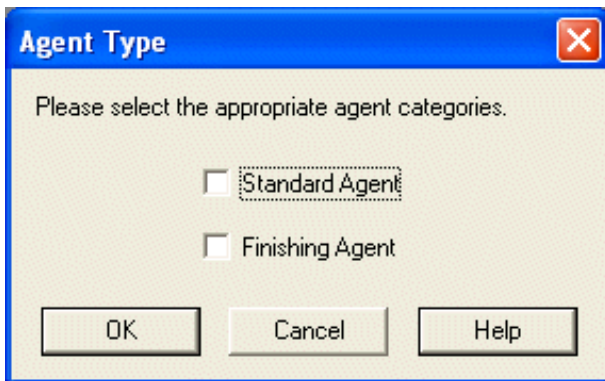 Agent Type
Please select the appropriate agent categories.
Standard Agent
Finishing Agent
OK Cancel Help